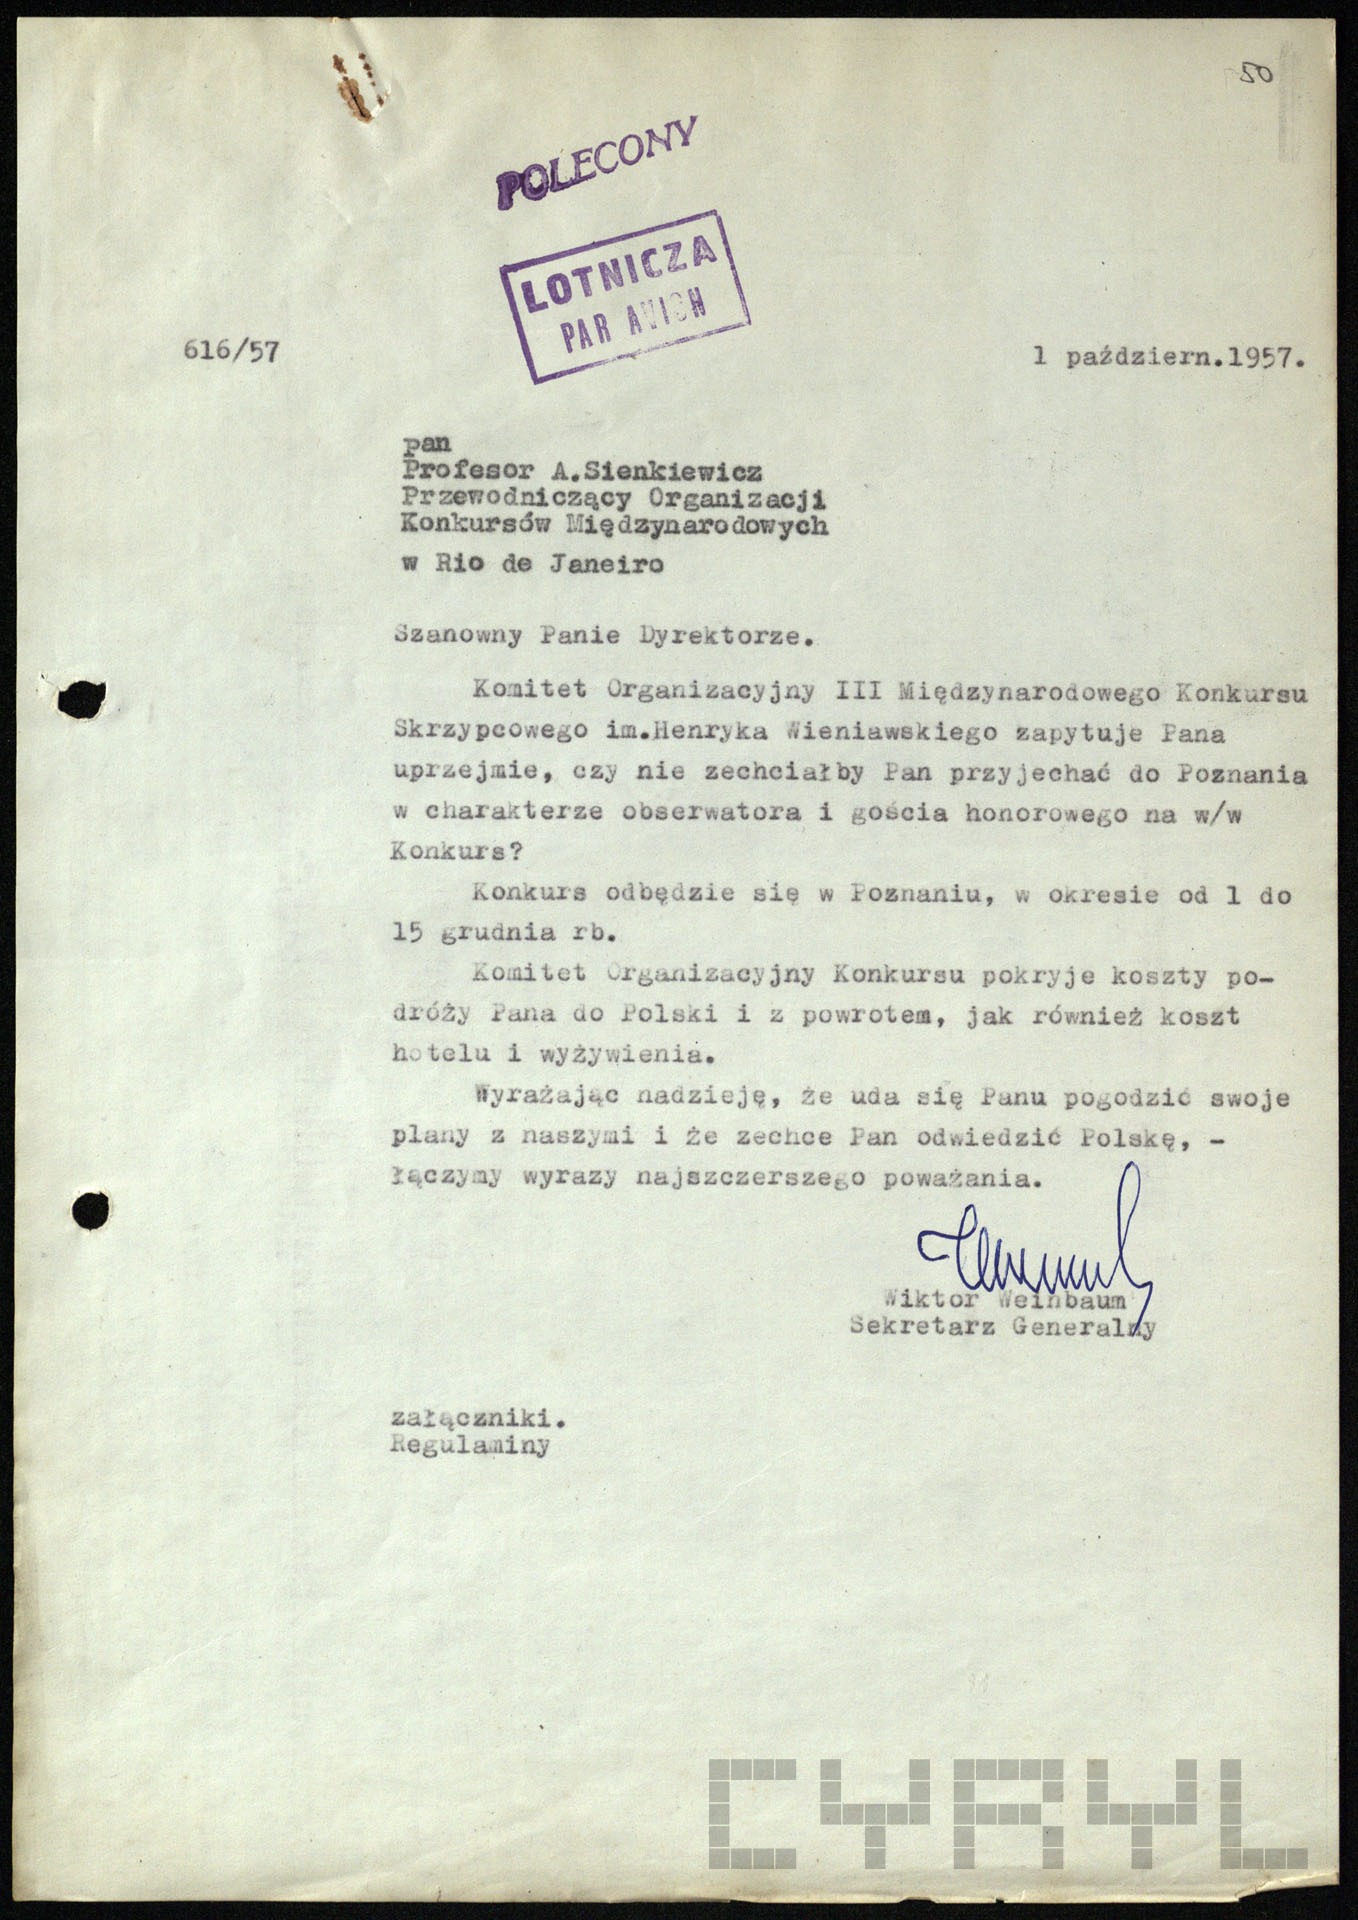 50
POLECONY
LOTNICZA
PAR AVION
616/57
1 październ.1957.
pan
Profesor A.Sienkiewicz
Przewodniczący Organizacji
Konkursów Międzynarodowych
w Rio de Janeiro
Szanowny Panie Dyrektorze.
Komitet Organizacyjny III Międzynarodowego Konkursu
Skrzypcowego im.Henryka Wieniawskiego zapytuje Pana
uprzejmie, czy nie zechciałby Pan przyjechać do Poznania
w charakterze obserwatora i gościa honorowego na w/w
Konkurs?
Konkurs odbędzie się w Poznaniu, w okresie od 1 do
15 grudnia rb.
Komitet Organizacyjny Konkursu pokryje koszty po-
dróży Pana do Polski i z powrotem, jak również koszt
hotelu i wyżywienia.
Wyrażając nadzieję, że uda się Panu pogodzić swoje
plany z naszymi i że zechce Pan odwiedzić Polskę, -
łączymy wyrazy najszczerszego poważania.
Wiktor Weinbaum
Sekretarz Generalny
załączniki.
Regulaminy
CYRYL